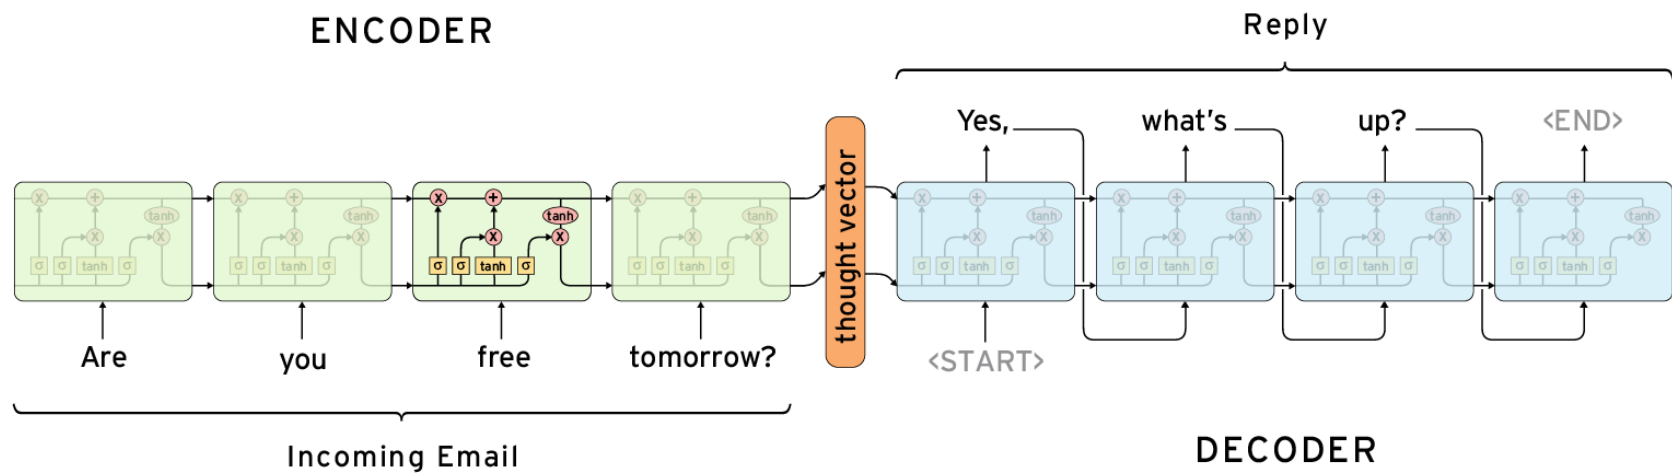 ENCODER
Reply
Yes, what's up? <END>
thought vector
x + tanh x σ σ tanh σ
x + tanh x σ σ tanh σ
x + tanh x σ σ tanh σ
x + tanh x σ σ tanh σ
x + tanh x σ σ tanh σ
x + tanh x σ σ tanh σ
x + tanh x σ σ tanh σ
x + tanh x σ σ tanh σ
Are you free tomorrow? <START>
Incoming Email
DECODER